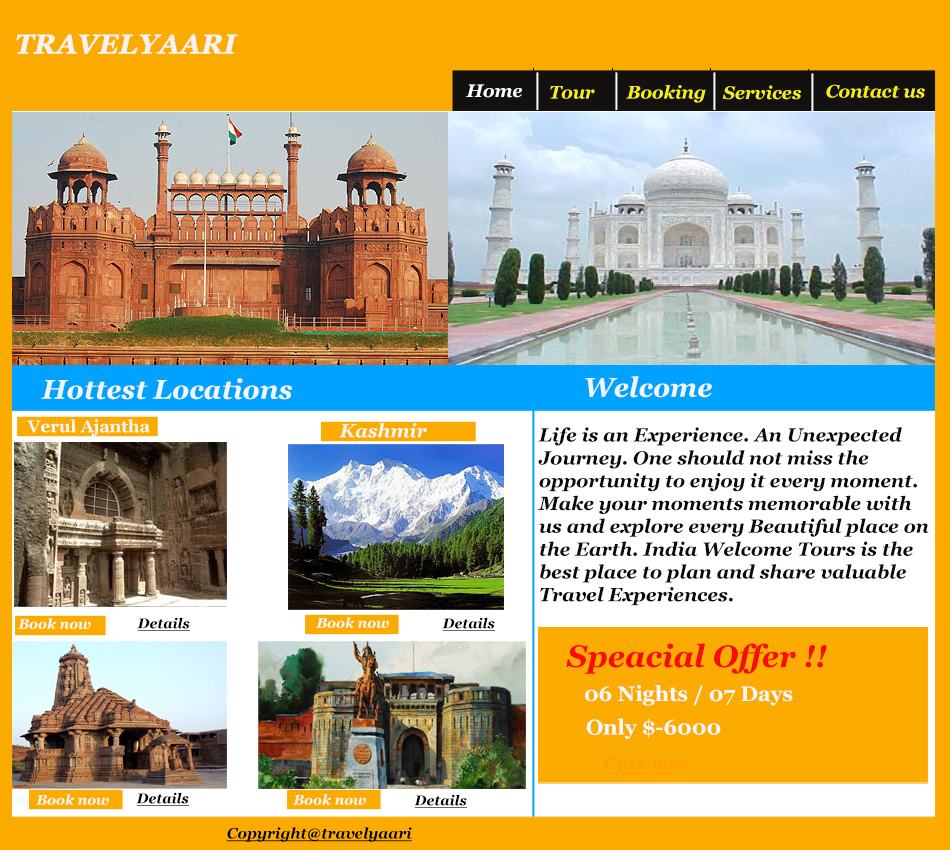 TRAVELYAARI
Home Tour Booking Services Contact us
Hottest Locations
Welcome
Verul Ajantha
Kashmir
Book now Details
Book now Details
Book now Details
Book now Details
Life is an Experience. An Unexpected
Journey. One should not miss the
opportunity to enjoy it every moment.
Make your moments memorable with
us and explore every Beautiful place on
the Earth. India Welcome Tours is the
best place to plan and share valuable
Travel Experiences.
Speacial Offer !!
06 Nights / 07 Days
Only $-6000
Click now
Copyright@travelyaari